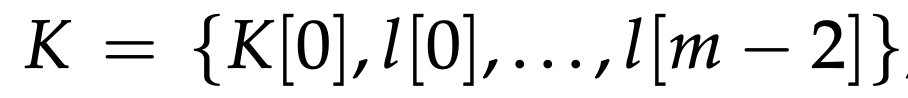 K = {K[0], l[0], . . . , l[m − 2]},